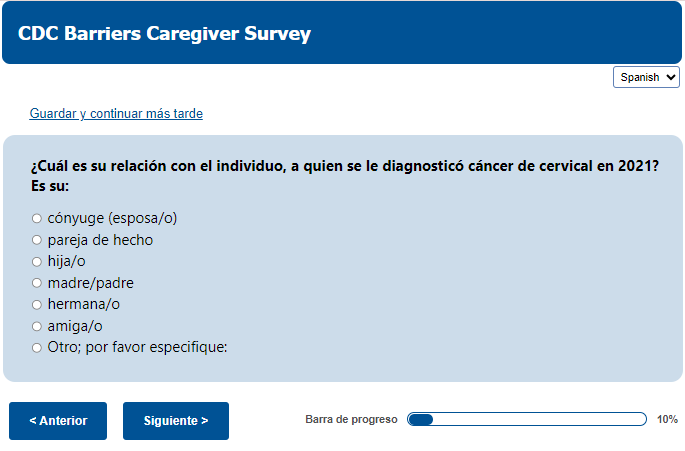 CDC Barriers Caregiver Survey
Spanish
Guardar y continuar más tarde
¿Cuál es su relación con el individuo, a quien se le diagnosticó cáncer de cervical en 2021?
Es su:
cónyuge (esposa/o)
pareja de hecho
hija/o
madre/padre
hermana/o
amiga/o
Otro; por favor especifique:
< Anterior Siguiente > Barra de progreso 10%